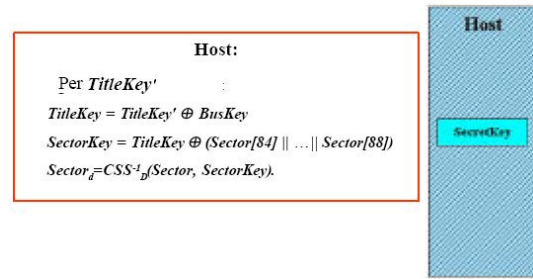 Host:
Per TitleKey' :
TitleKey = TitleKey' ⊕ BusKey
SectorKey = TitleKey ⊕ (Sector[84] || …|| Sector[88])
Sector_d=CSS^-1_D(Sector, SectorKey).
Host
SecretKey